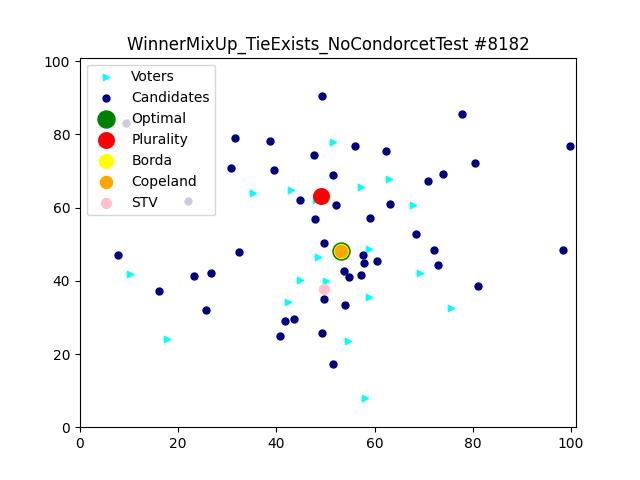 WinnerMixUp_TieExists_NoCondorcetTest #8182
100
80
60
40
20
0
0 20 40 60 80 100
Voters
Candidates
Optimal
Plurality
Borda
Copeland
STV